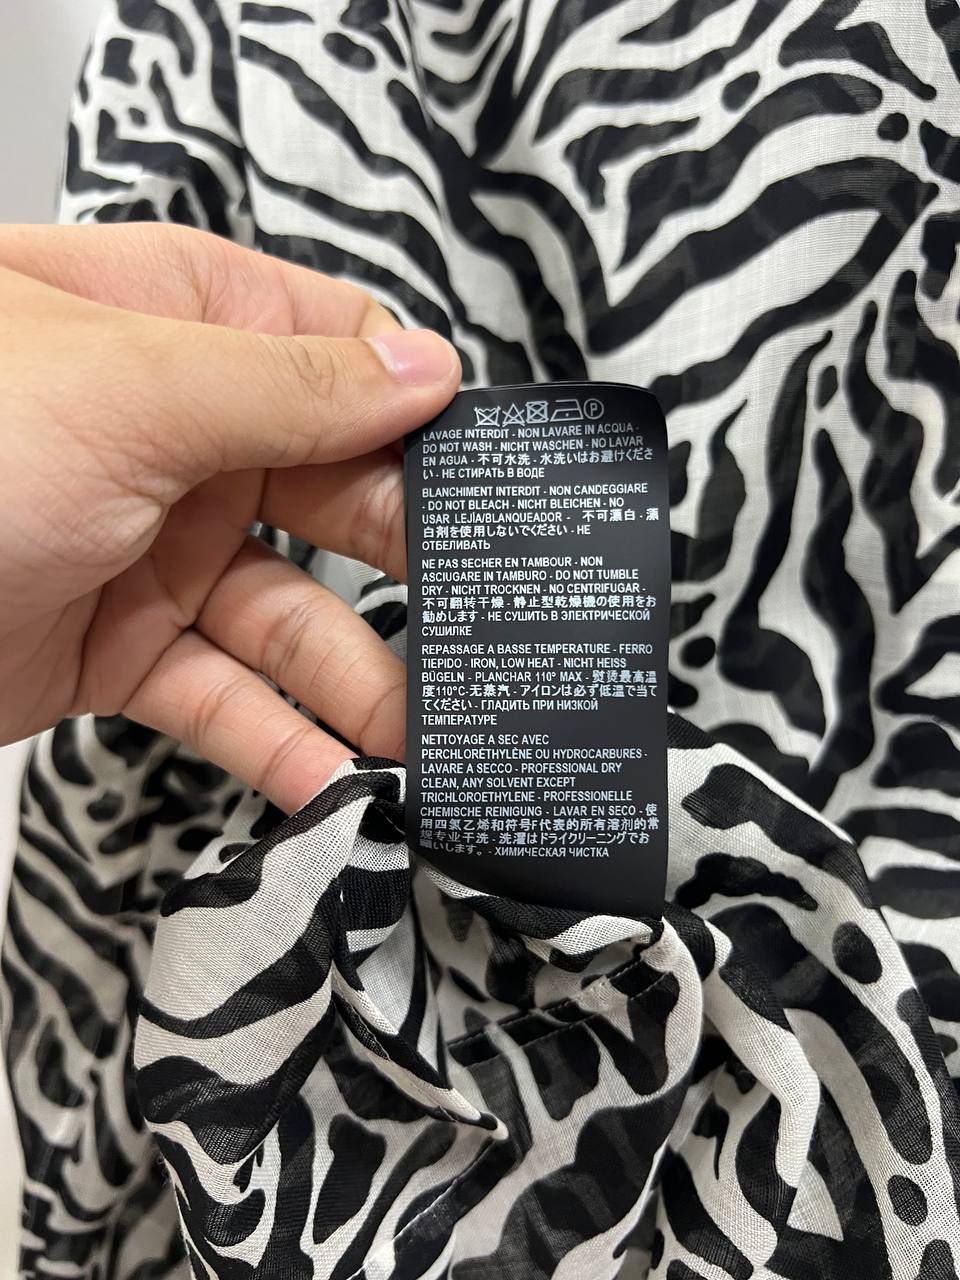 P
LAVAGE INTERDIT - NON LAVARE IN ACQUA -
DO NOT WASH - NICHT WASCHEN - NO LAVAR
EN AGUA - 不可水洗 - 水洗いはお避けくださ
い - НЕ СТИРАТЬ В ВОДЕ
BLANCHIMENT INTERDIT - NON CANDEGGIARE
- DO NOT BLEACH - NICHT BLEICHEN - NO
USAR LEJÍA/BLANQUEADOR - 不可漂白 - 漂
白剤を使用しないでください - НЕ
ОТБЕЛИВАТЬ
NE PAS SECHER EN TAMBOUR - NON
ASCIUGARE IN TAMBURO - DO NOT TUMBLE
DRY - NICHT TROCKNEN - NO CENTRIFUGAR -
不可翻转干燥 - 静止型乾燥機の使用をお
勧めします - НЕ СУШИТЬ В ЭЛЕКТРИЧЕСКОЙ
СУШИЛКЕ
REPASSAGE A BASSE TEMPERATURE - FERRO
TIEPIDO - IRON, LOW HEAT - NICHT HEISS
BÜGELN - PLANCHAR 110° MAX - 熨烫最高温
度110°C-无蒸汽 - アイロンは必ず低温で当て
てください - ГЛАДИТЬ ПРИ НИЗКОЙ
ТЕМПЕРАТУРЕ
NETTOYAGE A SEC AVEC
PERCHLORÉTHYLÈNE OU HYDROCARBURES -
LAVARE A SECCO - PROFESSIONAL DRY
CLEAN, ANY SOLVENT EXCEPT
TRICHLOROETHYLENE - PROFESSIONELLE
CHEMISCHE REINIGUNG - LAVAR EN SECO - 使
用四氯乙烯和符号F代表的所有溶剂的常
规专业干洗 - 洗濯はドライクリーニングでお
願いします。 - ХИМИЧЕСКАЯ ЧИСТКА